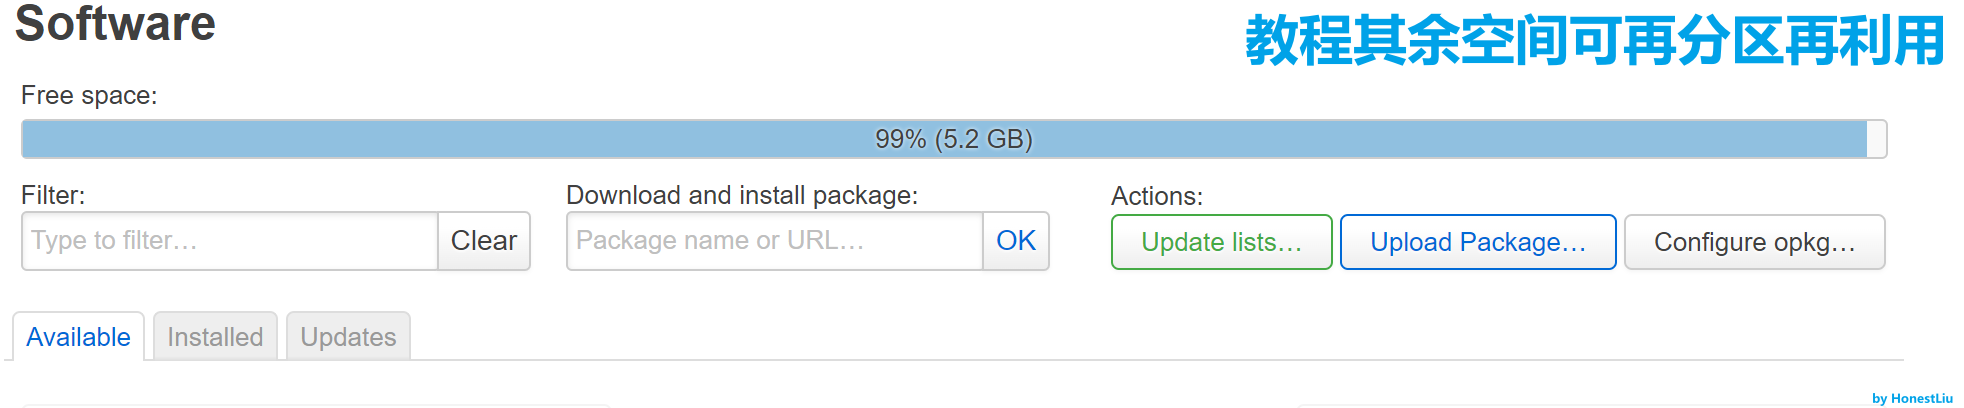 Software
教程其余空间可再分区再利用
Free space:
99% (5.2 GB)
Filter:
Download and install package:
Actions:
Type to filter…
Clear
Package name or URL…
OK
Update lists…
Upload Package…
Configure opkg…
Available
Installed
Updates
by HonestLiu